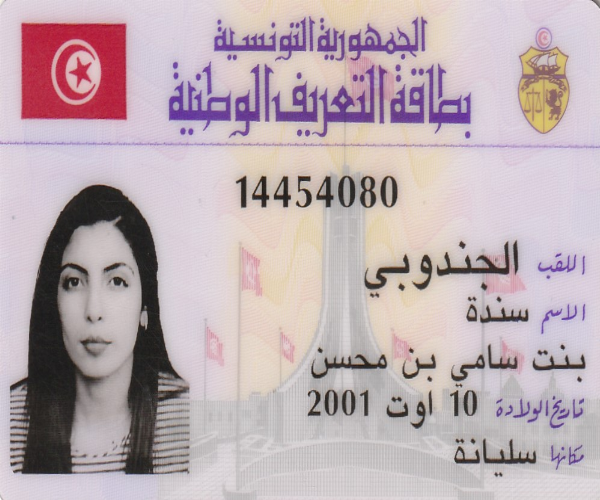 الجمهورية التونسية
بطاقة التعريف الوطنية
14454080
اللقب الجندوبي
الاسم سندة
بنت سامي بن محسن
تاريخ الولادة 10 اوت 2001
مكانها سليانة